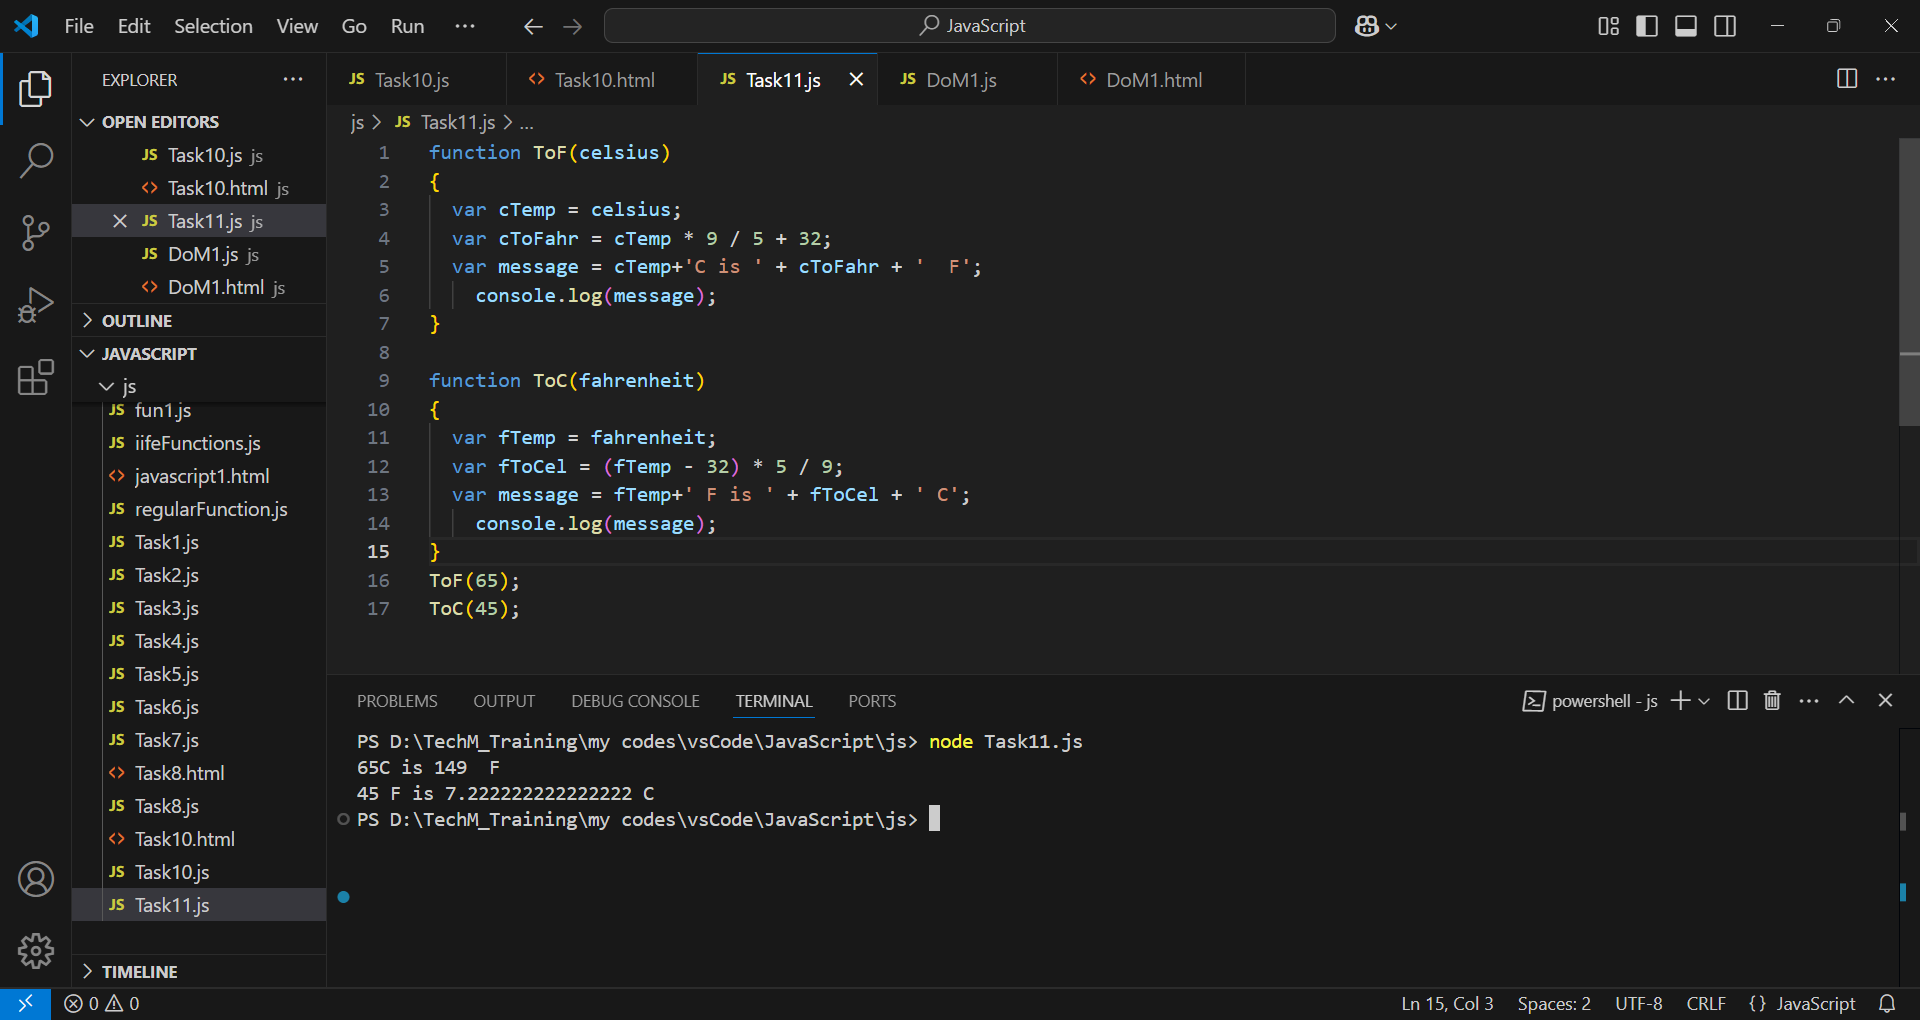 File Edit Selection View Go Run ··· JavaScript
EXPLORER ···
OPEN EDITORS
JS Task10.js js
<> Task10.html js
JS Task11.js js
JS DoM1.js js
<> DoM1.html js
OUTLINE
JAVASCRIPT
js
JS fun1.js
JS iifeFunctions.js
<> javascript1.html
JS regularFunction.js
JS Task1.js
JS Task2.js
JS Task3.js
JS Task4.js
JS Task5.js
JS Task6.js
JS Task7.js
<> Task8.html
JS Task8.js
<> Task10.html
JS Task10.js
JS Task11.js
TIMELINE
JS Task10.js <> Task10.html JS Task11.js JS DoM1.js <> DoM1.html
js > JS Task11.js > ...
1 function ToF(celsius)
2 {
3 var cTemp = celsius;
4 var cToFahr = cTemp * 9 / 5 + 32;
5 var message = cTemp+'C is ' + cToFahr + '  F';
6 console.log(message);
7 }
8
9 function ToC(fahrenheit)
10 {
11 var fTemp = fahrenheit;
12 var fToCel = (fTemp - 32) * 5 / 9;
13 var message = fTemp+' F is ' + fToCel + ' C';
14 console.log(message);
15 }
16 ToF(65);
17 ToC(45);
PROBLEMS OUTPUT DEBUG CONSOLE TERMINAL PORTS powershell - js
PS D:\TechM_Training\my codes\vsCode\JavaScript\js> node Task11.js
65C is 149  F
45 F is 7.222222222222222 C
PS D:\TechM_Training\my codes\vsCode\JavaScript\js>
0 0 Ln 15, Col 3 Spaces: 2 UTF-8 CRLF {} JavaScript